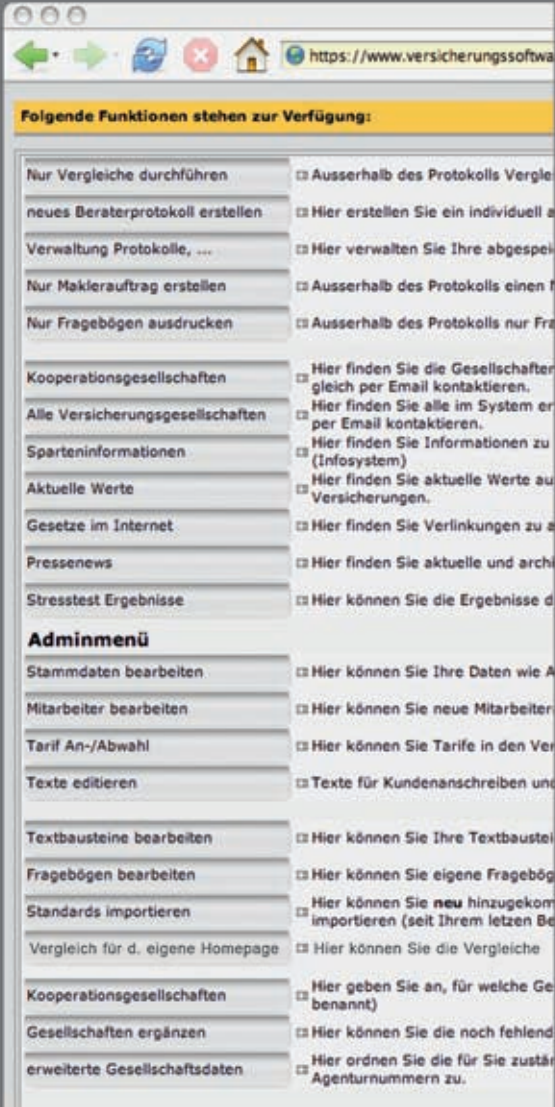 https://www.versicherungssoftwa
Folgende Funktionen stehen zur Verfügung:
Nur Vergleiche durchführen Ausserhalb des Protokolls Vergle
neues Beraterprotokoll erstellen Hier erstellen Sie ein individuell a
Verwaltung Protokolle, ... Hier verwalten Sie Ihre abgespei
Nur Maklerauftrag erstellen Ausserhalb des Protokolls einen
Nur Fragebögen ausdrucken Ausserhalb des Protokolls nur Fra
Kooperationsgesellschaften Hier finden Sie die Gesellschafter
gleich per Email kontaktieren.
Alle Versicherungsgesellschaften Hier finden Sie alle im System er
per Email kontaktieren.
Sparteninformationen Hier finden Sie Informationen zu
(Infosystem)
Aktuelle Werte Hier finden Sie aktuelle Werte au
Versicherungen.
Gesetze im Internet Hier finden Sie Verlinkungen zu a
Pressenews Hier finden Sie aktuelle und archi
Stresstest Ergebnisse Hier können Sie die Ergebnisse d
Adminmenü
Stammdaten bearbeiten Hier können Sie Ihre Daten wie A
Mitarbeiter bearbeiten Hier können Sie neue Mitarbeiter
Tarif An-/Abwahl Hier können Sie Tarife in den Ver
Texte editieren Texte für Kundenanschreiben und
Textbausteine bearbeiten Hier können Sie Ihre Textbaustei
Fragebögen bearbeiten Hier können Sie eigene Fragebög
Standards importieren Hier können Sie neu hinzugekom
importieren (seit Ihrem letzen Be
Vergleich für d. eigene Homepage Hier können Sie die Vergleiche
Kooperationsgesellschaften Hier geben Sie an, für welche Ge
benannt)
Gesellschaften ergänzen Hier können Sie die noch fehlend
erweiterte Gesellschaftsdaten Hier ordnen Sie die für Sie zustän
Agenturnummern zu.